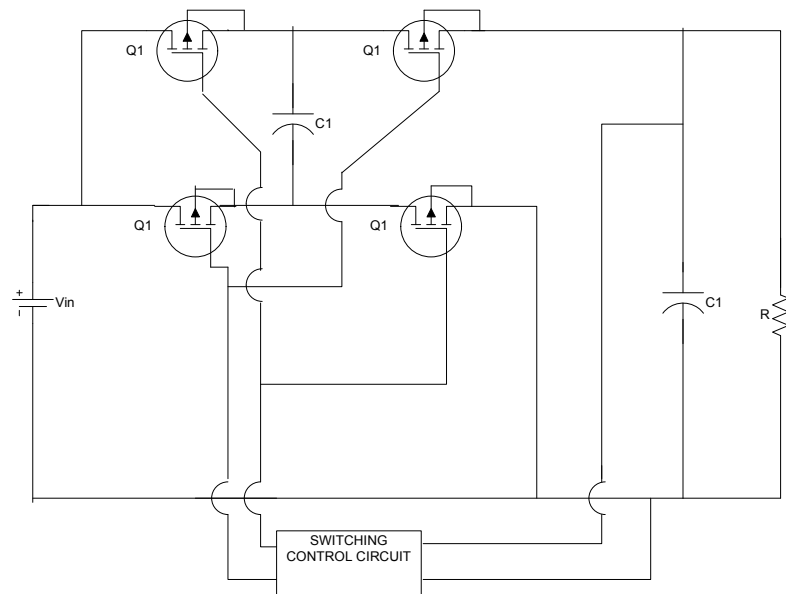 Q1
Q1
C1
Q1
Q1
+
Vin
-
C1
R
SWITCHING
CONTROL CIRCUIT